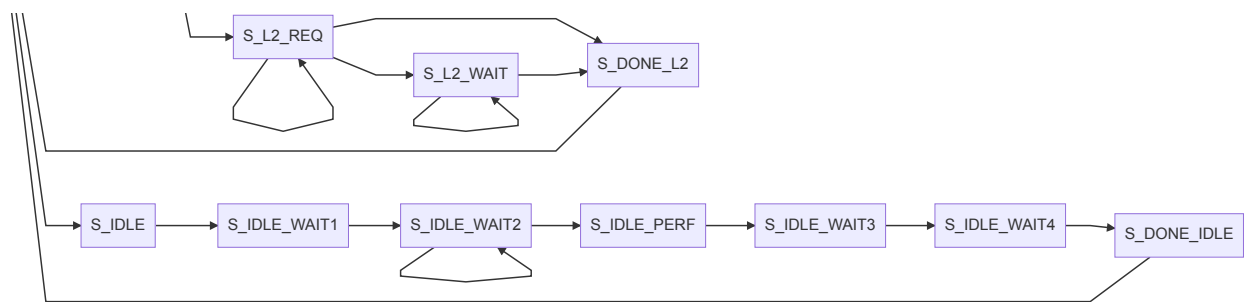 S_L2_REQ
S_L2_WAIT
S_DONE_L2
S_IDLE
S_IDLE_WAIT1
S_IDLE_WAIT2
S_IDLE_PERF
S_IDLE_WAIT3
S_IDLE_WAIT4
S_DONE_IDLE